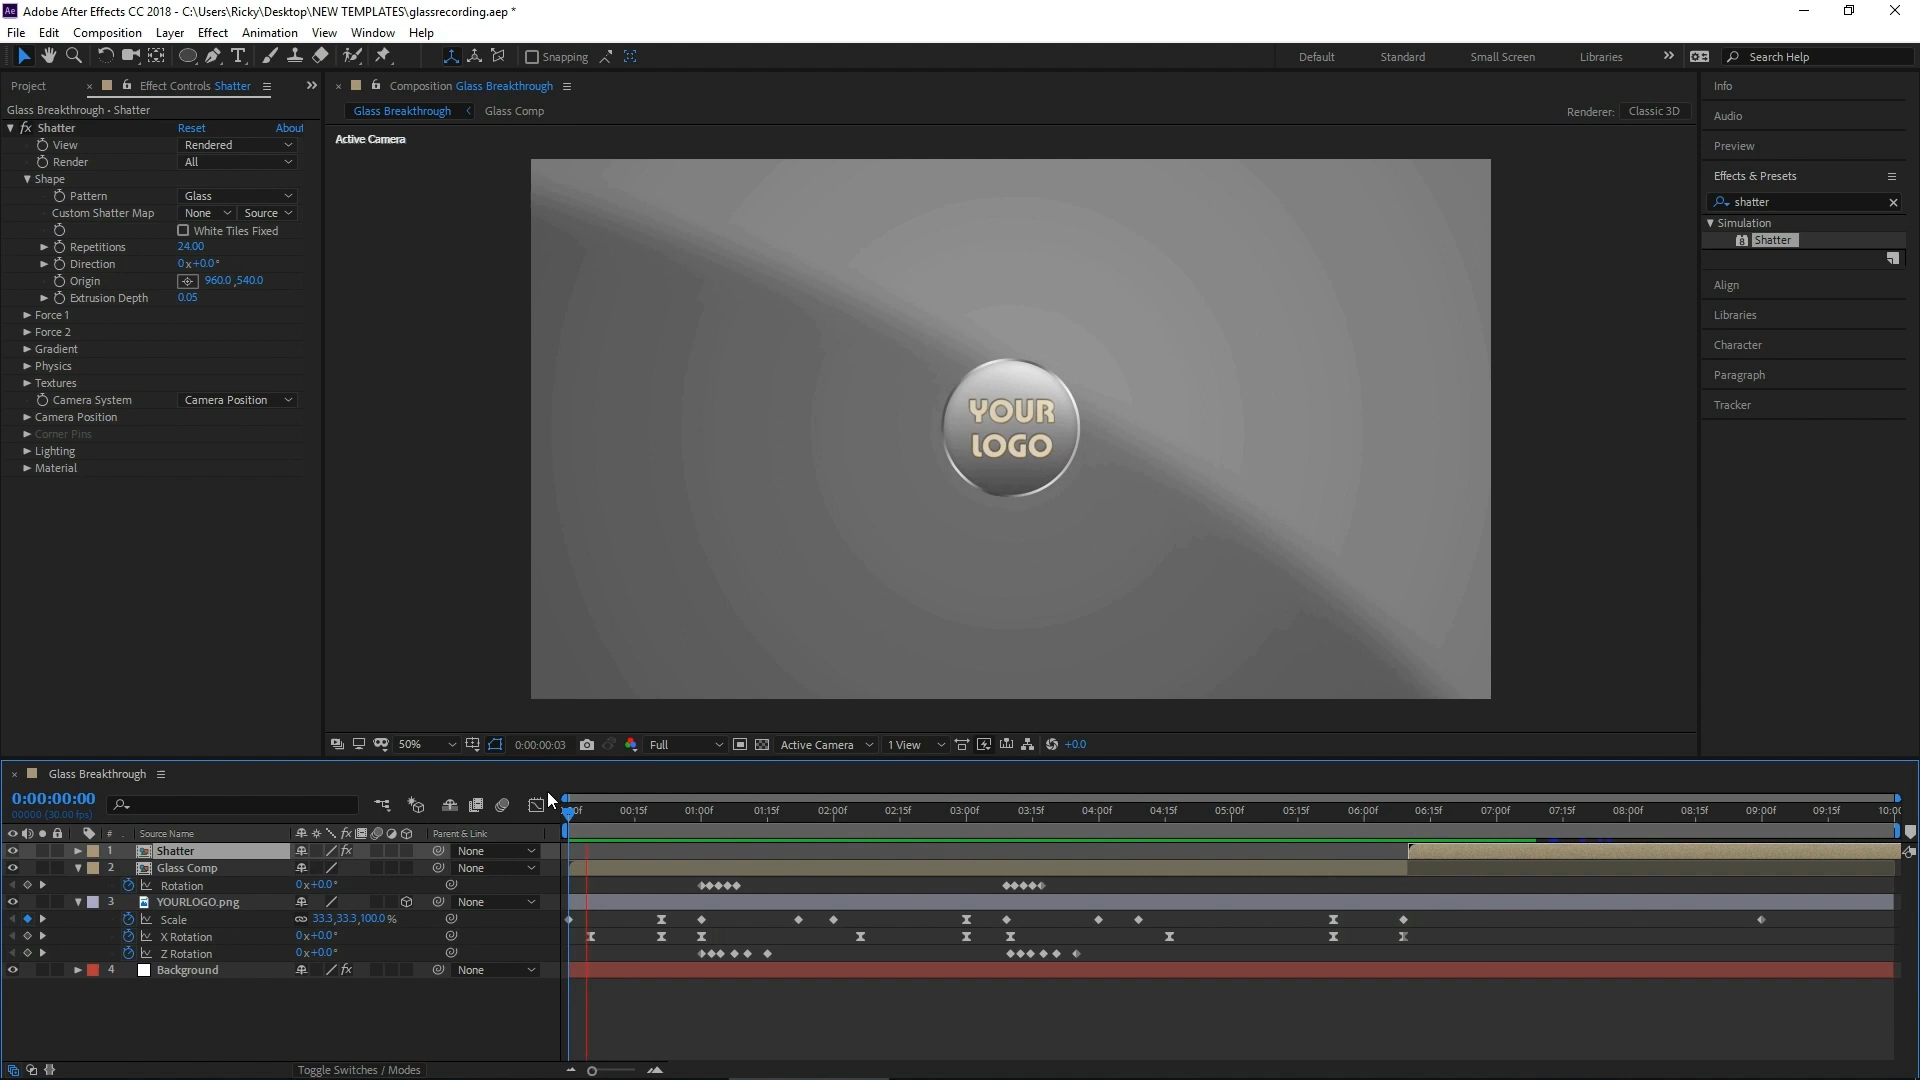 Ae Adobe After Effects CC 2018 - C:\Users\Ricky\Desktop\NEW TEMPLATES\glassrecording.aep *
File Edit Composition Layer Effect Animation View Window Help
Snapping Default Standard Small Screen Libraries Search Help
Project Effect Controls Shatter
Composition Glass Breakthrough
Glass Breakthrough • Shatter
Glass Breakthrough Glass Comp
Renderer: Classic 3D
fx Shatter Reset About
View Rendered
Render All
Shape
Pattern Glass
Custom Shatter Map None Source
White Tiles Fixed
Repetitions 24.00
Direction 0x+0.0°
Origin 960.0,540.0
Extrusion Depth 0.05
Force 1
Force 2
Gradient
Physics
Textures
Camera System Camera Position
Camera Position
Corner Pins
Lighting
Material
Active Camera
YOUR
LOGO
50% 0:00:00:03 Full Active Camera 1 View +0.0
Info
Audio
Preview
Effects & Presets
shatter
Simulation
Shatter
Align
Libraries
Character
Paragraph
Tracker
Glass Breakthrough
0:00:00:00
00000 (30.00 fps)
00:15f 01:00f 01:15f 02:00f 02:15f 03:00f 03:15f 04:00f 04:15f 05:00f 05:15f 06:00f 06:15f 07:00f 07:15f 08:00f 08:15f 09:00f 09:15f
# Source Name fx Parent & Link
1 Shatter fx None
2 Glass Comp None
Rotation 0x+0.0°
3 YOURLOGO.png None
Scale 33.3,33.3,100.0%
X Rotation 0x+0.0°
Z Rotation 0x+0.0°
4 Background fx None
Toggle Switches / Modes